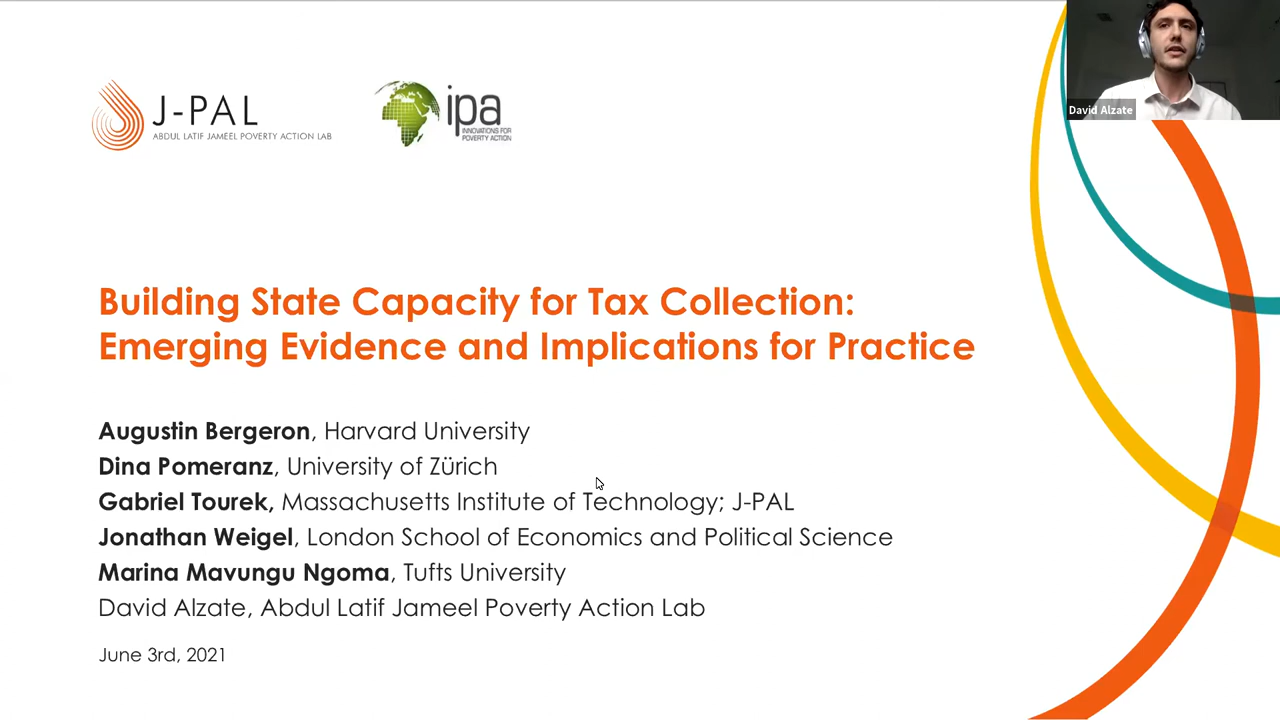 J-PAL
ABDUL LATIF JAMEEL POVERTY ACTION LAB
ipa
INNOVATIONS FOR
POVERTY ACTION
David Alzate
Building State Capacity for Tax Collection:
Emerging Evidence and Implications for Practice
Augustin Bergeron, Harvard University
Dina Pomeranz, University of Zürich
Gabriel Tourek, Massachusetts Institute of Technology; J-PAL
Jonathan Weigel, London School of Economics and Political Science
Marina Mavungu Ngoma, Tufts University
David Alzate, Abdul Latif Jameel Poverty Action Lab
June 3rd, 2021